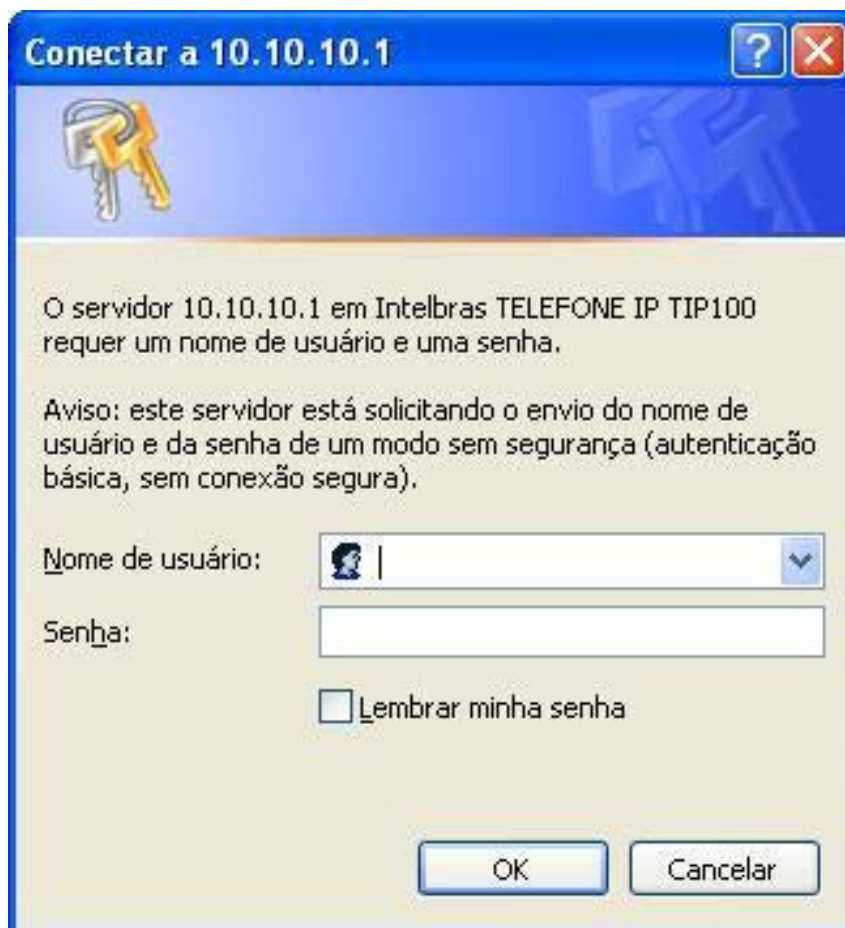 Conectar a 10.10.10.1
?
O servidor 10.10.10.1 em Intelbras TELEFONE IP TIP100
requer um nome de usuário e uma senha.
Aviso: este servidor está solicitando o envio do nome de
usuário e da senha de um modo sem segurança (autenticação
básica, sem conexão segura).
Nome de usuário:
Senha:
Lembrar minha senha
OK Cancelar